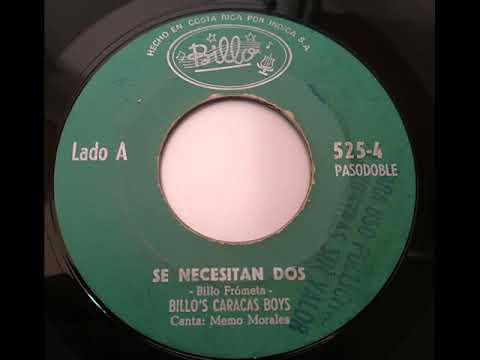 HECHO EN COSTA RICA POR INDICA S.A
Billo
Lado A
525-4
PASODOBLE
SE NECESITAN DOS
- Billo Frómeta -
BILLO'S CARACAS BOYS
Canta: Memo Morales